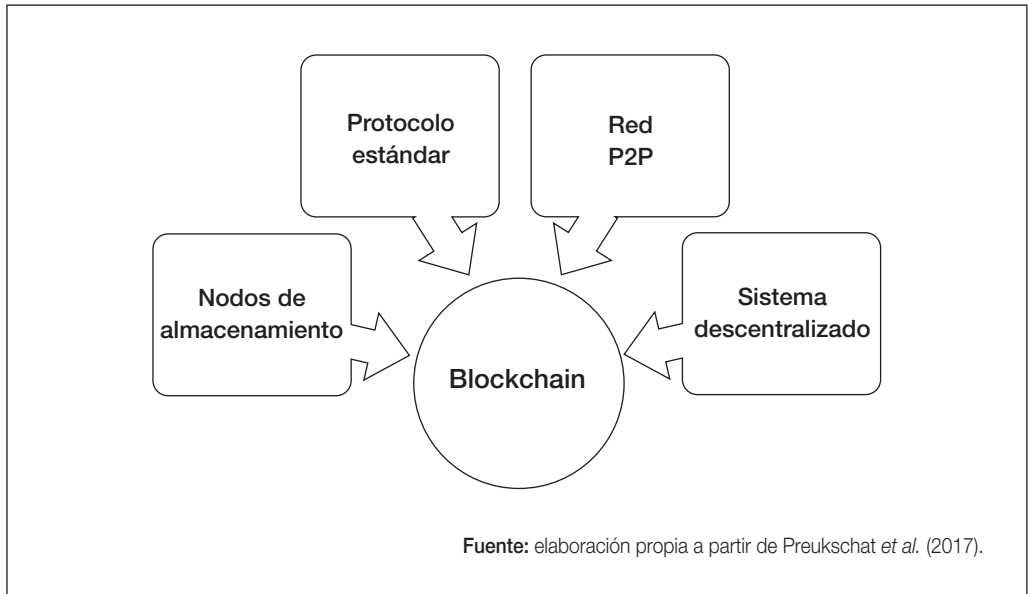 Protocolo
estándar
Red
P2P
Nodos de
almacenamiento
Sistema
descentralizado
Blockchain
Fuente: elaboración propia a partir de Preukschat et al. (2017).